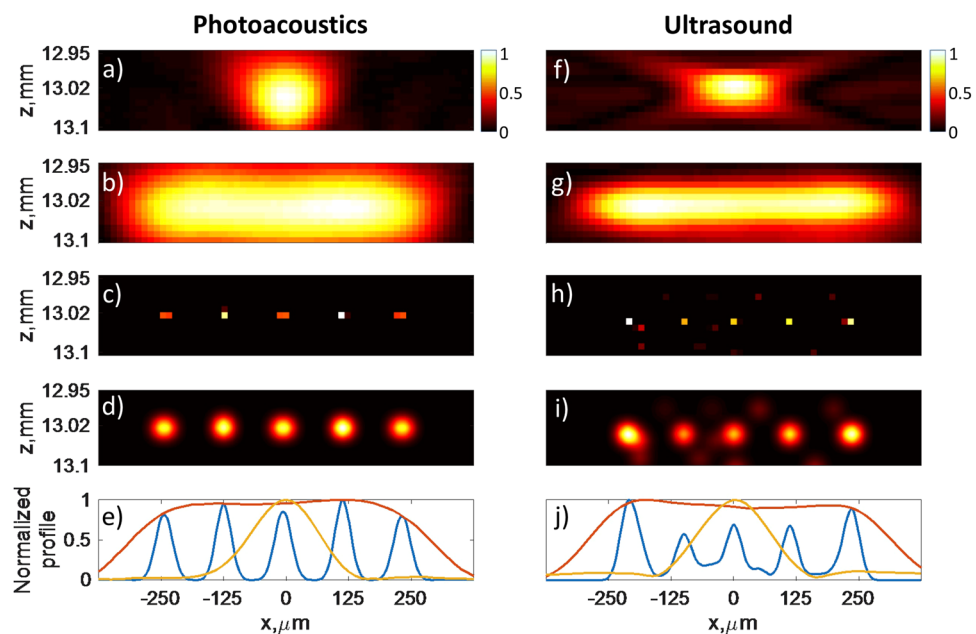 Photoacoustics
Ultrasound
a)
z,mm
12.95
13.02
13.1
1
0.5
0
f)
1
0.5
0
b)
z,mm
12.95
13.02
13.1
g)
c)
z,mm
12.95
13.02
13.1
h)
d)
z,mm
12.95
13.02
13.1
i)
e)
Normalized
profile
1
0.5
0
-250 -125 0 125 250
x,μm
j)
-250 -125 0 125 250
x,μm